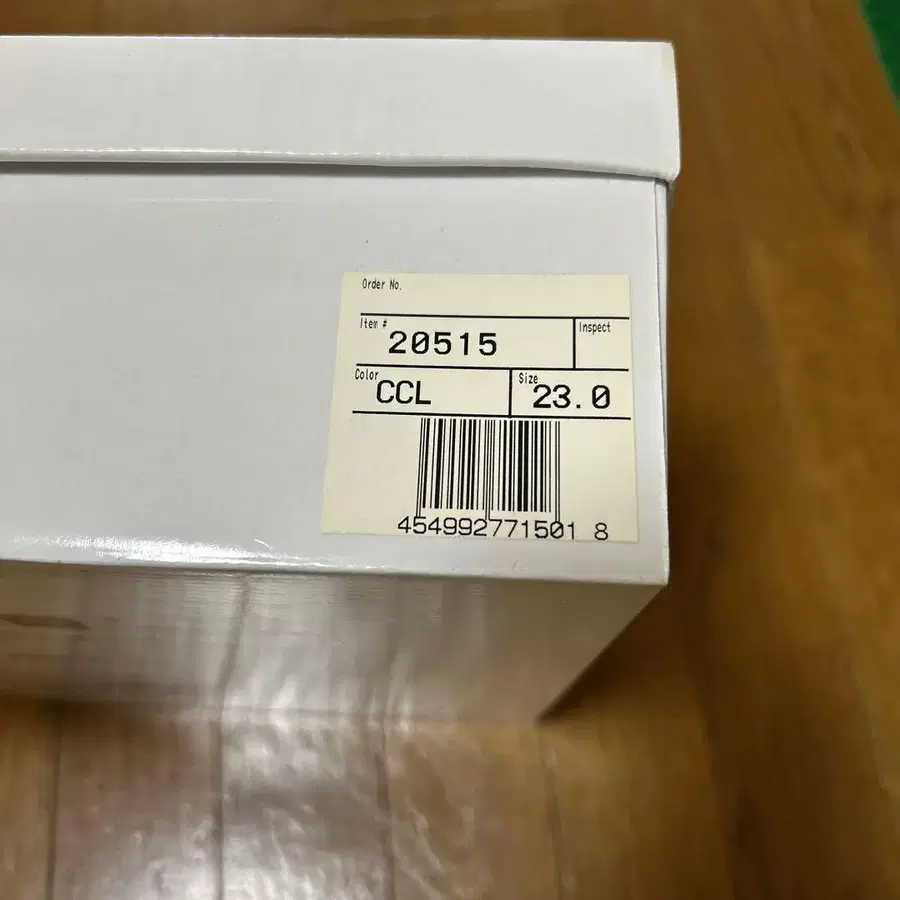 Order No.
Item # 20515 Inspect
Color CCL Size 23.0
454992771501 8